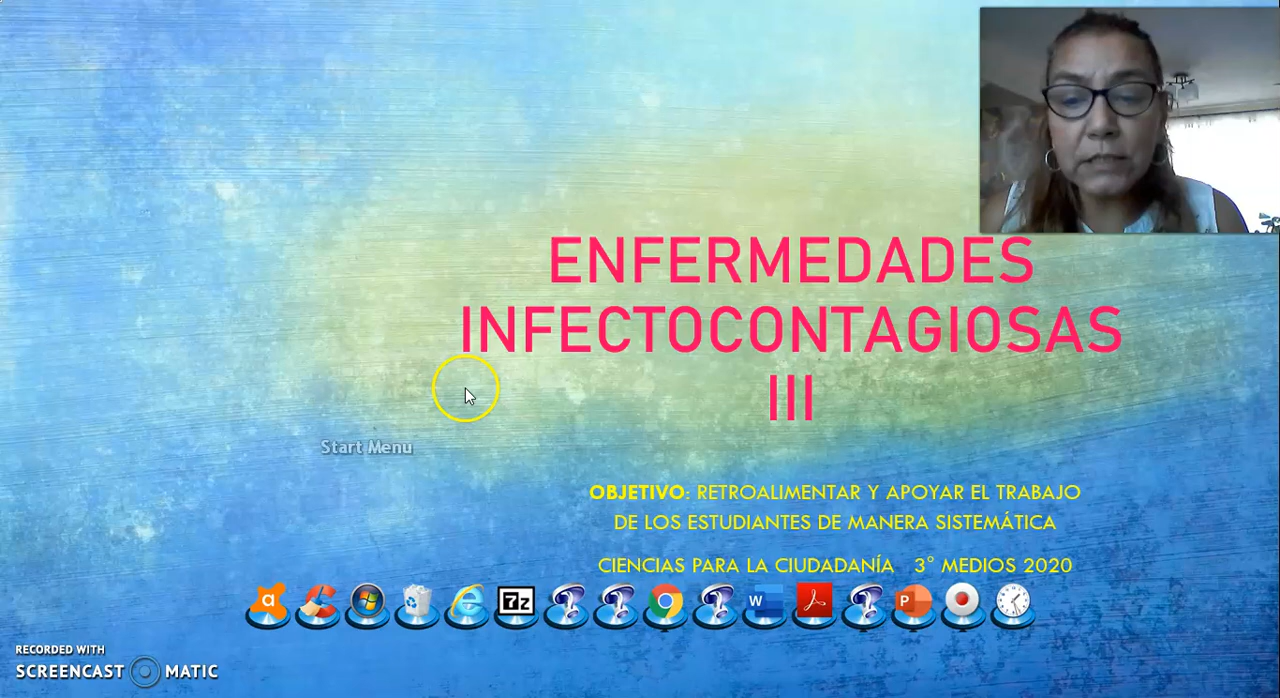 ENFERMEDADES
INFECTOCONTAGIOSAS
III
Start Menu
OBJETIVO: RETROALIMENTAR Y APOYAR EL TRABAJO
DE LOS ESTUDIANTES DE MANERA SISTEMÁTICA
CIENCIAS PARA LA CIUDADANÍA 3° MEDIOS 2020
a
7z
W
P
RECORDED WITH
SCREENCAST MATIC